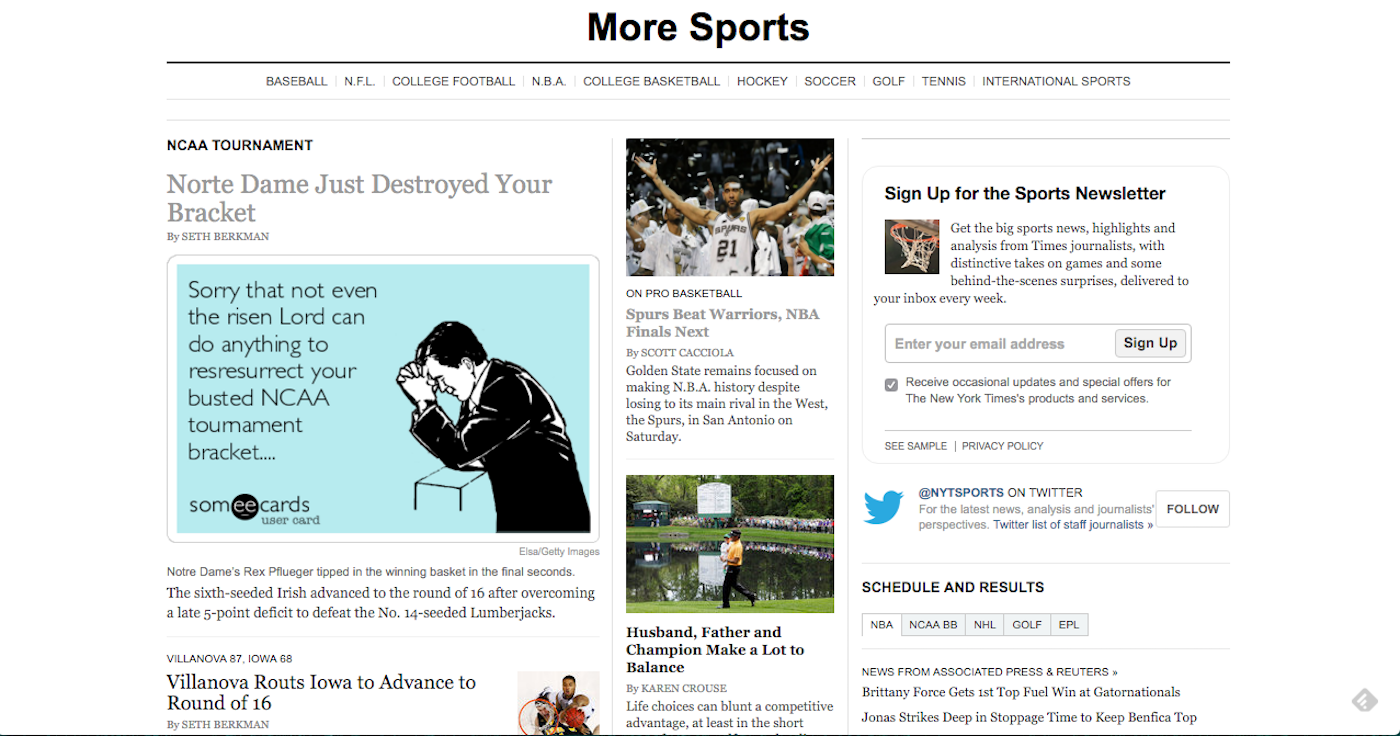 More Sports
BASEBALL N.F.L. COLLEGE FOOTBALL N.B.A. COLLEGE BASKETBALL HOCKEY SOCCER GOLF TENNIS INTERNATIONAL SPORTS
NCAA TOURNAMENT
Norte Dame Just Destroyed Your
Bracket
By SETH BERKMAN
Sorry that not even
the risen Lord can
do anything to
resresurrect your
busted NCAA
tournament
bracket....
someecards
user card
Elsa/Getty Images
Notre Dame's Rex Pflueger tipped in the winning basket in the final seconds.
The sixth-seeded Irish advanced to the round of 16 after overcoming
a late 5-point deficit to defeat the No. 14-seeded Lumberjacks.
VILLANOVA 87, IOWA 68
Villanova Routs Iowa to Advance to
Round of 16
By SETH BERKMAN
SPURS
21
ON PRO BASKETBALL
Spurs Beat Warriors, NBA
Finals Next
By SCOTT CACCIOLA
Golden State remains focused on
making N.B.A. history despite
losing to its main rival in the West,
the Spurs, in San Antonio on
Saturday.
Husband, Father and
Champion Make a Lot to
Balance
By KAREN CROUSE
Life choices can blunt a competitive
advantage, at least in the short
Sign Up for the Sports Newsletter
Get the big sports news, highlights and
analysis from Times journalists, with
distinctive takes on games and some
behind-the-scenes surprises, delivered to
your inbox every week.
Enter your email address
Sign Up
Receive occasional updates and special offers for
The New York Times's products and services.
SEE SAMPLE | PRIVACY POLICY
@NYTSPORTS ON TWITTER
For the latest news, analysis and journalists'
perspectives. Twitter list of staff journalists »
FOLLOW
SCHEDULE AND RESULTS
NBA NCAA BB NHL GOLF EPL
NEWS FROM ASSOCIATED PRESS & REUTERS »
Brittany Force Gets 1st Top Fuel Win at Gatornationals
Jonas Strikes Deep in Stoppage Time to Keep Benfica Top